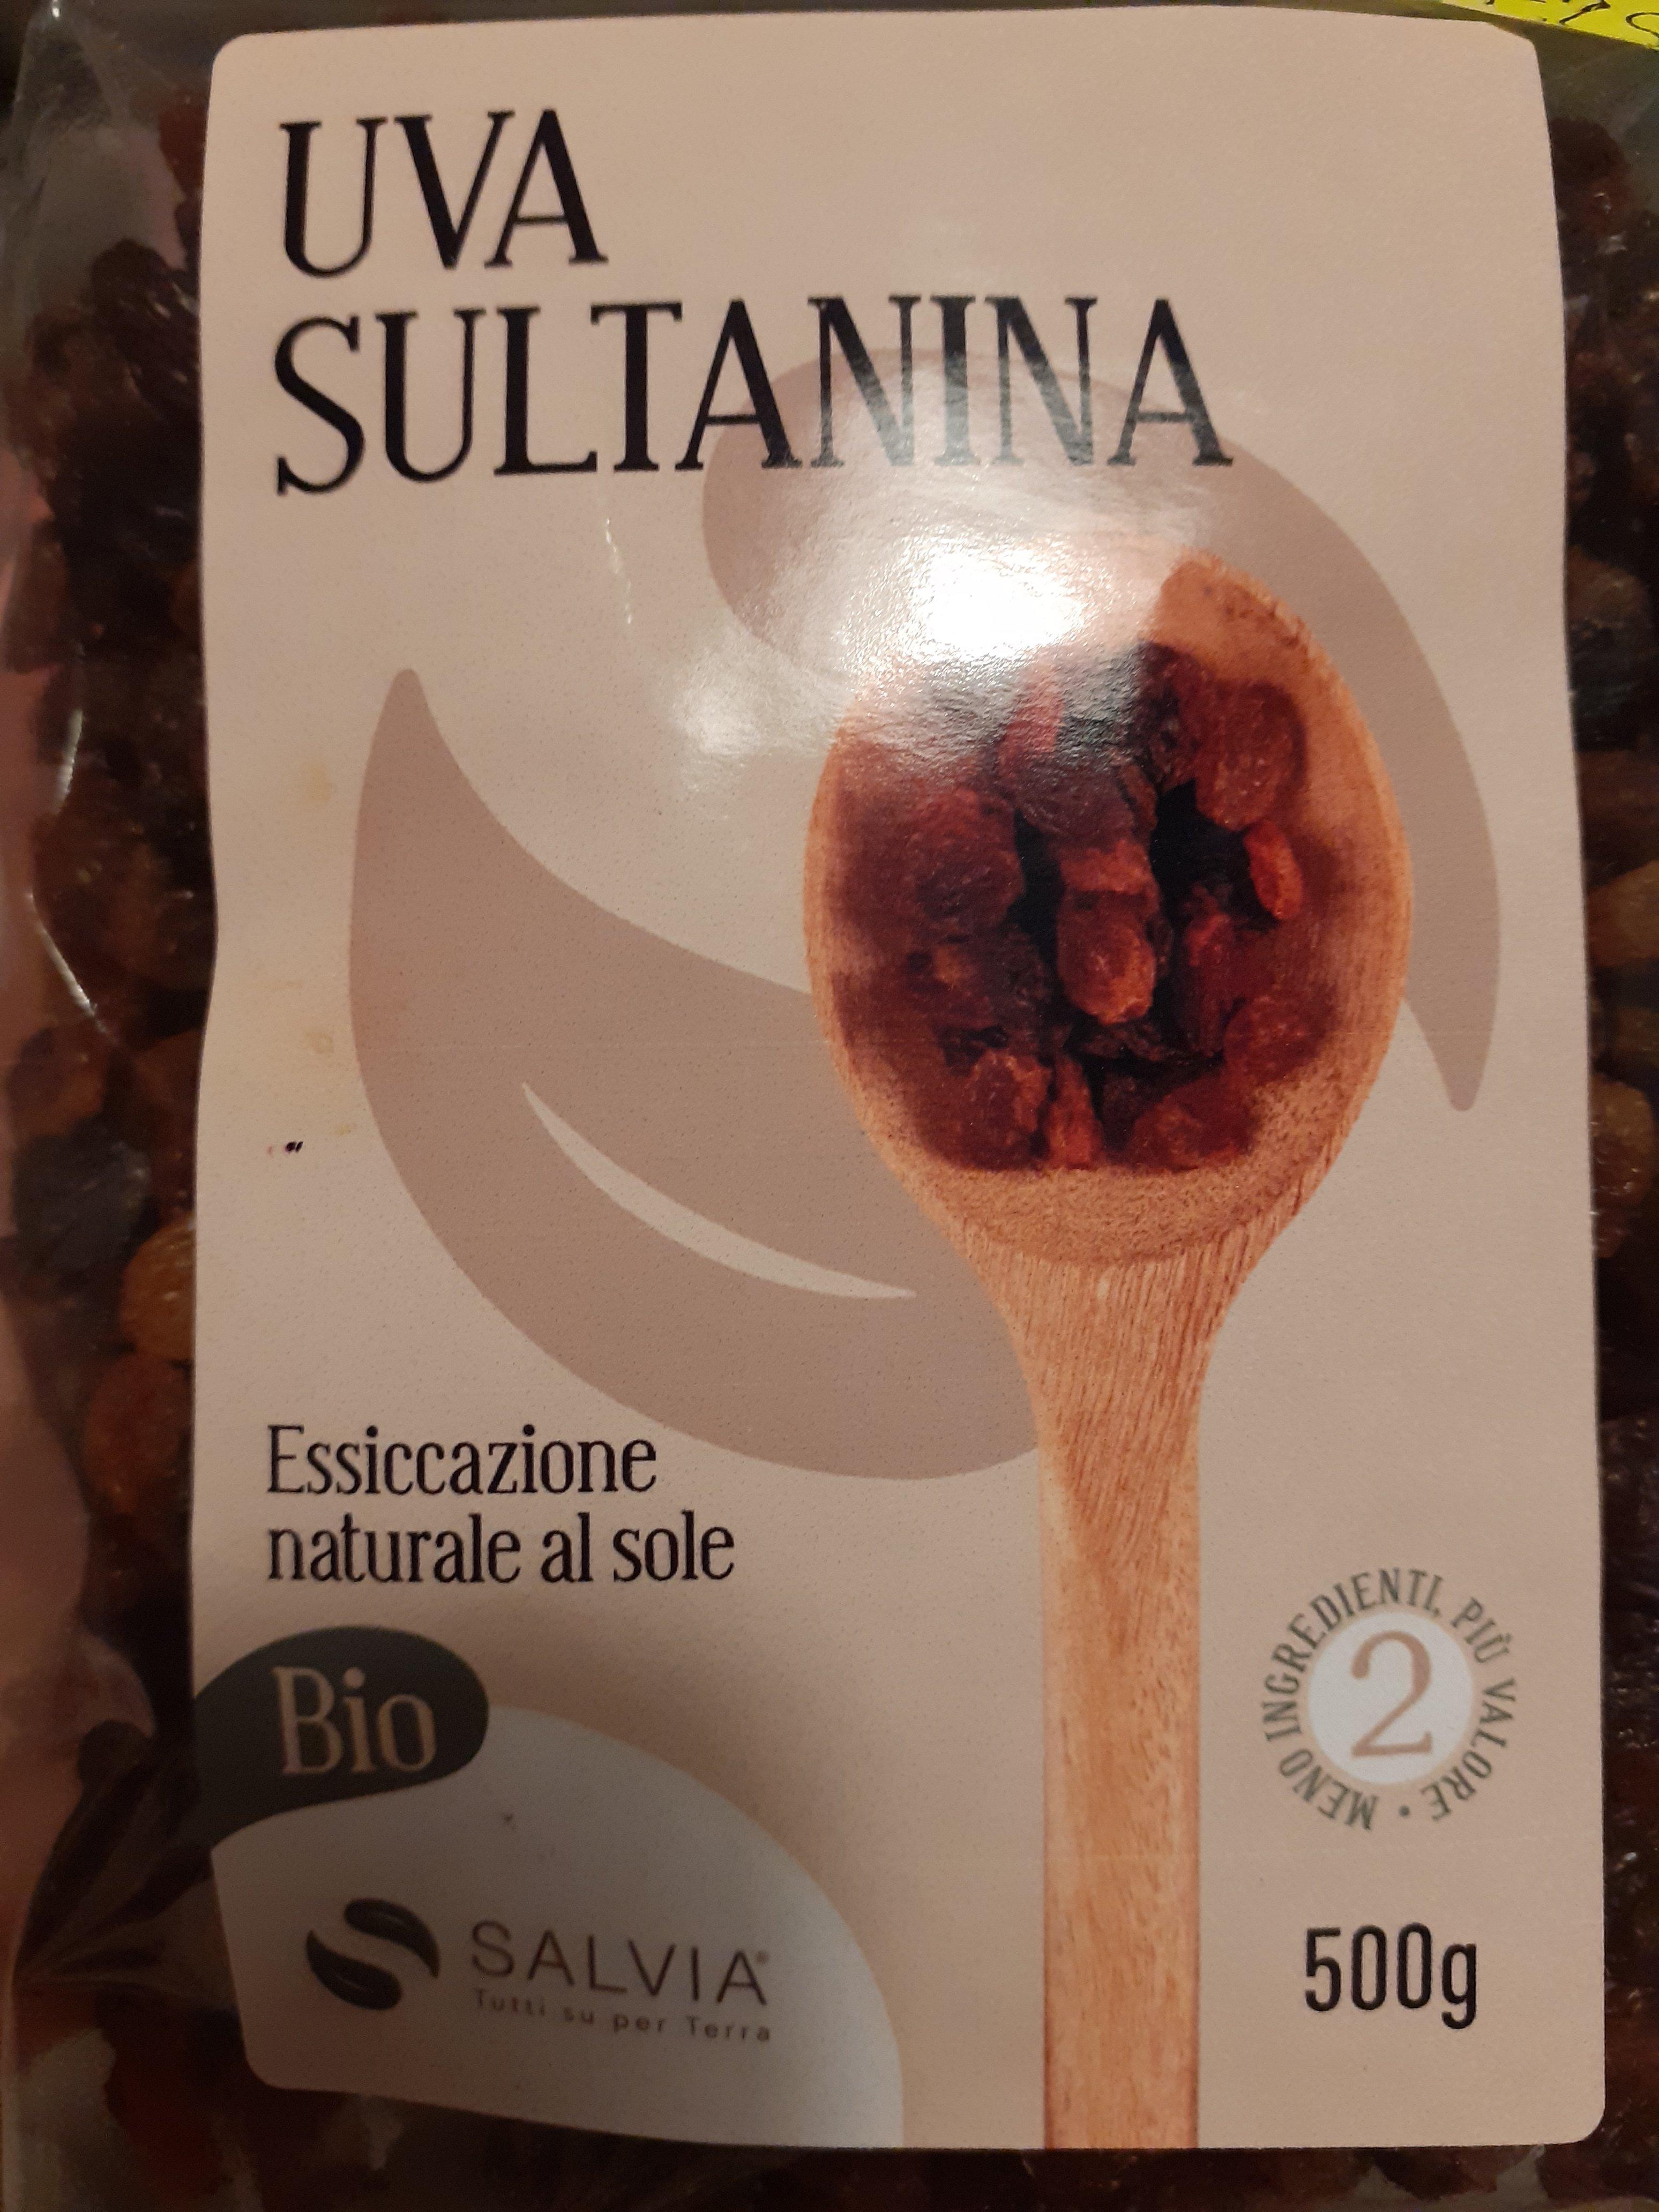 UVA
SULTANINA
Essiccazione
naturale al sole
Bio
MENO INGREDIENTI, PIÙ VALORE •
2
SALVIA®
Tutti su per Terra
500g